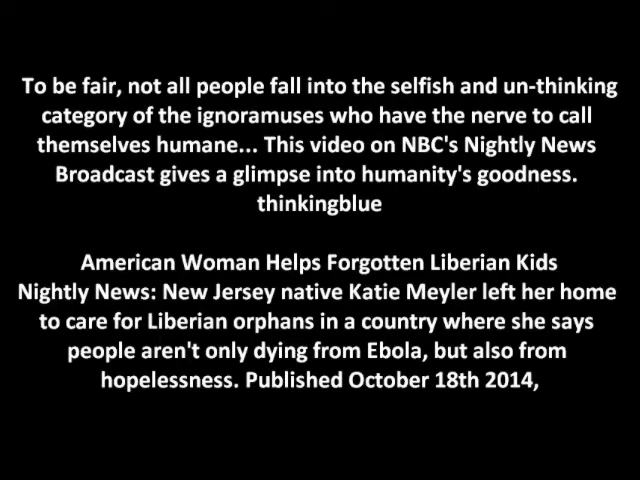 To be fair, not all people fall into the selfish and un-thinking
category of the ignoramuses who have the nerve to call
themselves humane... This video on NBC's Nightly News
Broadcast gives a glimpse into humanity's goodness.
thinkingblue
American Woman Helps Forgotten Liberian Kids
Nightly News: New Jersey native Katie Meyler left her home
to care for Liberian orphans in a country where she says
people aren't only dying from Ebola, but also from
hopelessness. Published October 18th 2014,